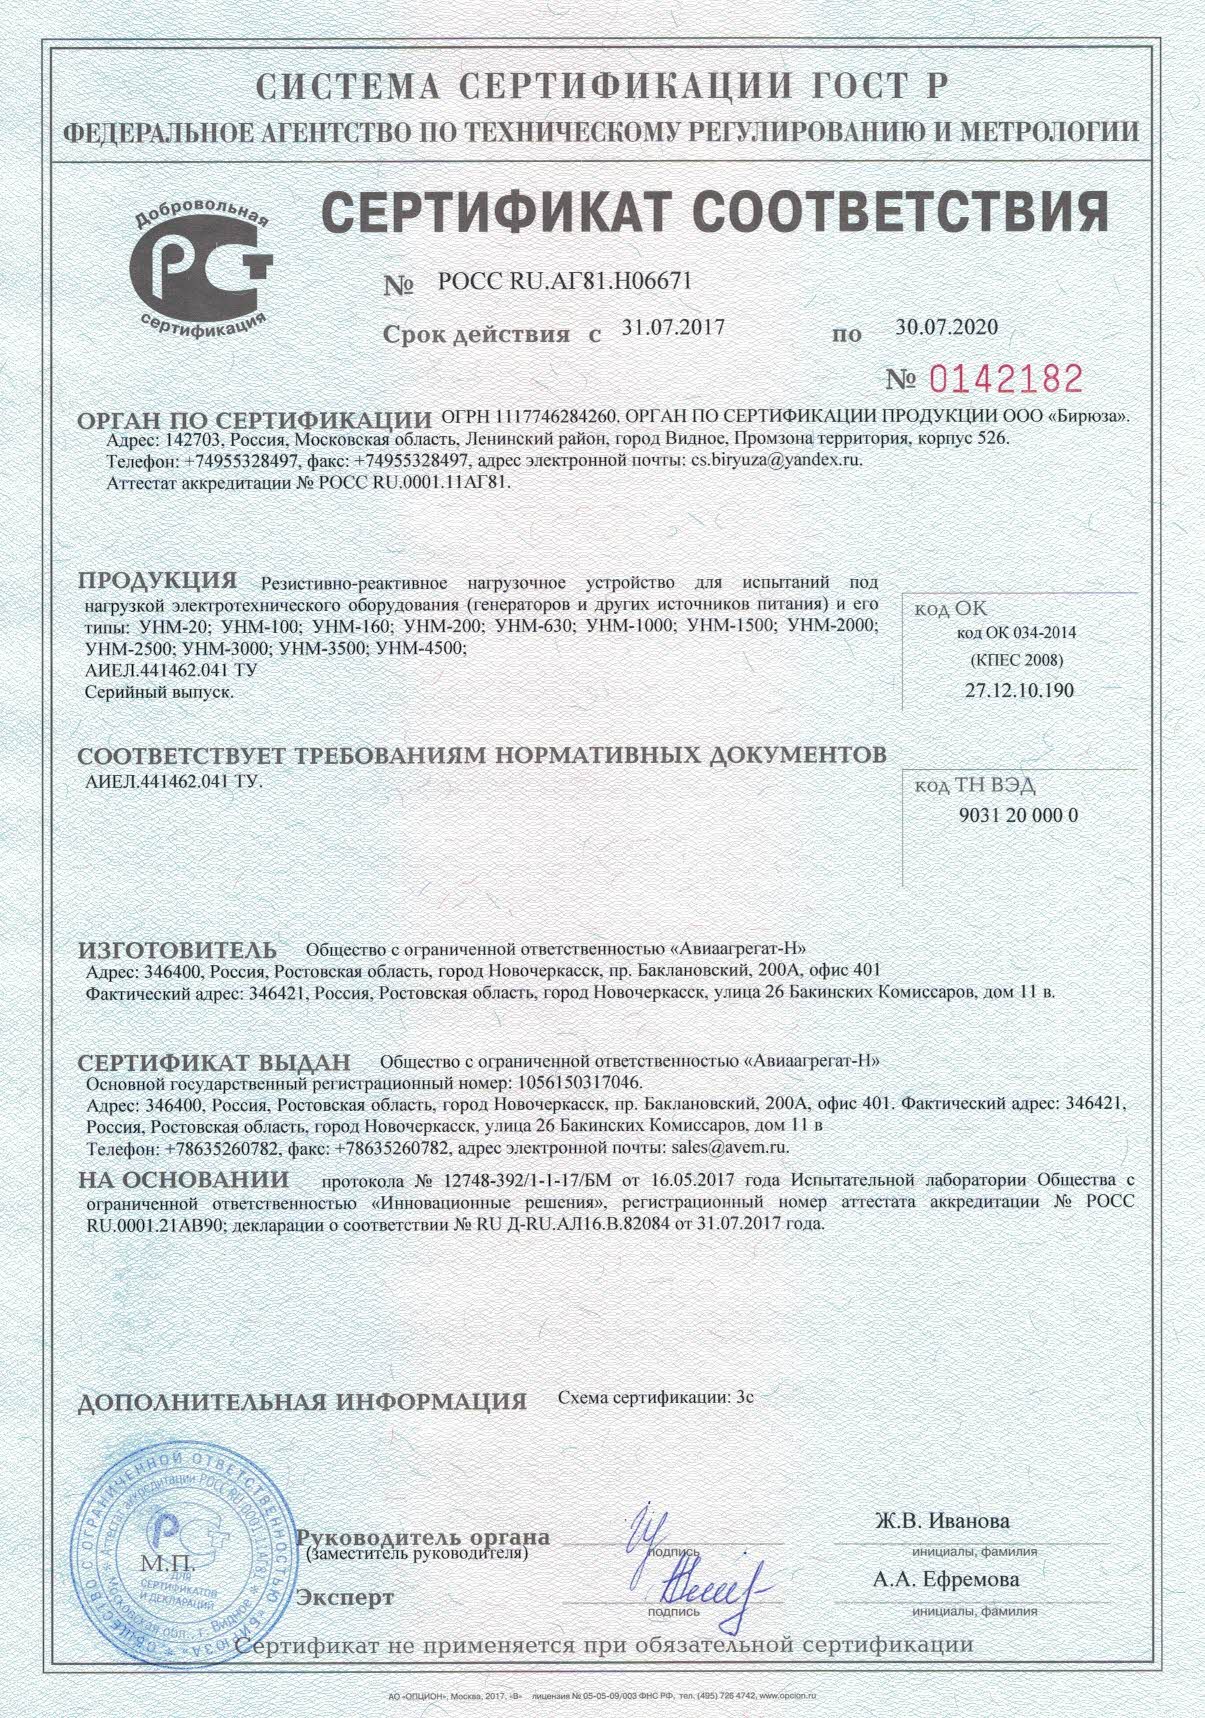 СИСТЕМА СЕРТИФИКАЦИИ ГОСТ Р
ФЕДЕРАЛЬНОЕ АГЕНТСТВО ПО ТЕХНИЧЕСКОМУ РЕГУЛИРОВАНИЮ И МЕТРОЛОГИИ
Добровольная
РСТ
сертификация
СЕРТИФИКАТ СООТВЕТСТВИЯ
№ РОСС RU.АГ81.Н06671
Срок действия с 31.07.2017 по 30.07.2020
№ 0142182
ОРГАН ПО СЕРТИФИКАЦИИ ОГРН 1117746284260. ОРГАН ПО СЕРТИФИКАЦИИ ПРОДУКЦИИ ООО «Бирюза».
Адрес: 142703, Россия, Московская область, Ленинский район, город Видное, Промзона территория, корпус 526.
Телефон: +74955328497, факс: +74955328497, адрес электронной почты: cs.biryuza@yandex.ru.
Аттестат аккредитации № РОСС RU.0001.11АГ81.
ПРОДУКЦИЯ Резистивно-реактивное нагрузочное устройство для испытаний под
нагрузкой электротехнического оборудования (генераторов и других источников питания) и его
типы: УНМ-20; УНМ-100; УНМ-160; УНМ-200; УНМ-630; УНМ-1000; УНМ-1500; УНМ-2000;
УНМ-2500; УНМ-3000; УНМ-3500; УНМ-4500;
АИЕЛ.441462.041 ТУ
Серийный выпуск.
код ОК
код ОК 034-2014
(КПЕС 2008)
27.12.10.190
СООТВЕТСТВУЕТ ТРЕБОВАНИЯМ НОРМАТИВНЫХ ДОКУМЕНТОВ
АИЕЛ.441462.041 ТУ.
код ТН ВЭД
9031 20 000 0
ИЗГОТОВИТЕЛЬ Общество с ограниченной ответственностью «Авиаагрегат-Н»
Адрес: 346400, Россия, Ростовская область, город Новочеркасск, пр. Баклановский, 200А, офис 401
Фактический адрес: 346421, Россия, Ростовская область, город Новочеркасск, улица 26 Бакинских Комиссаров, дом 11 в.
СЕРТИФИКАТ ВЫДАН Общество с ограниченной ответственностью «Авиаагрегат-Н»
Основной государственный регистрационный номер: 1056150317046.
Адрес: 346400, Россия, Ростовская область, город Новочеркасск, пр. Баклановский, 200А, офис 401. Фактический адрес: 346421,
Россия, Ростовская область, город Новочеркасск, улица 26 Бакинских Комиссаров, дом 11 в
Телефон: +78635260782, факс: +78635260782, адрес электронной почты: sales@avem.ru.
НА ОСНОВАНИИ протокола № 12748-392/1-1-17/БМ от 16.05.2017 года Испытательной лаборатории Общества с
ограниченной ответственностью «Инновационные решения», регистрационный номер аттестата аккредитации № РОСС
RU.0001.21АВ90; декларации о соответствии № RU Д-RU.АЛ16.В.82084 от 31.07.2017 года.
ДОПОЛНИТЕЛЬНАЯ ИНФОРМАЦИЯ Схема сертификации: 3с
ОБЩЕСТВО С ОГРАНИЧЕННОЙ ОТВЕТСТВЕННОСТЬЮ «БИРЮЗА»
Аттестат аккредитации РОСС RU.0001.11АГ81
Московская обл., г. Видное
ДЛЯ
СЕРТИФИКАТОВ
И ДЕКЛАРАЦИЙ
М.П.
Руководитель органа
(заместитель руководителя)
подпись
Ж.В. Иванова
инициалы, фамилия
Эксперт
подпись
А.А. Ефремова
инициалы, фамилия
Сертификат не применяется при обязательной сертификации
АО «ОПЦИОН», Москва, 2017, «В» лицензия № 05-05-09/003 ФНС РФ, тел. (495) 726 4742, www.opcion.ru